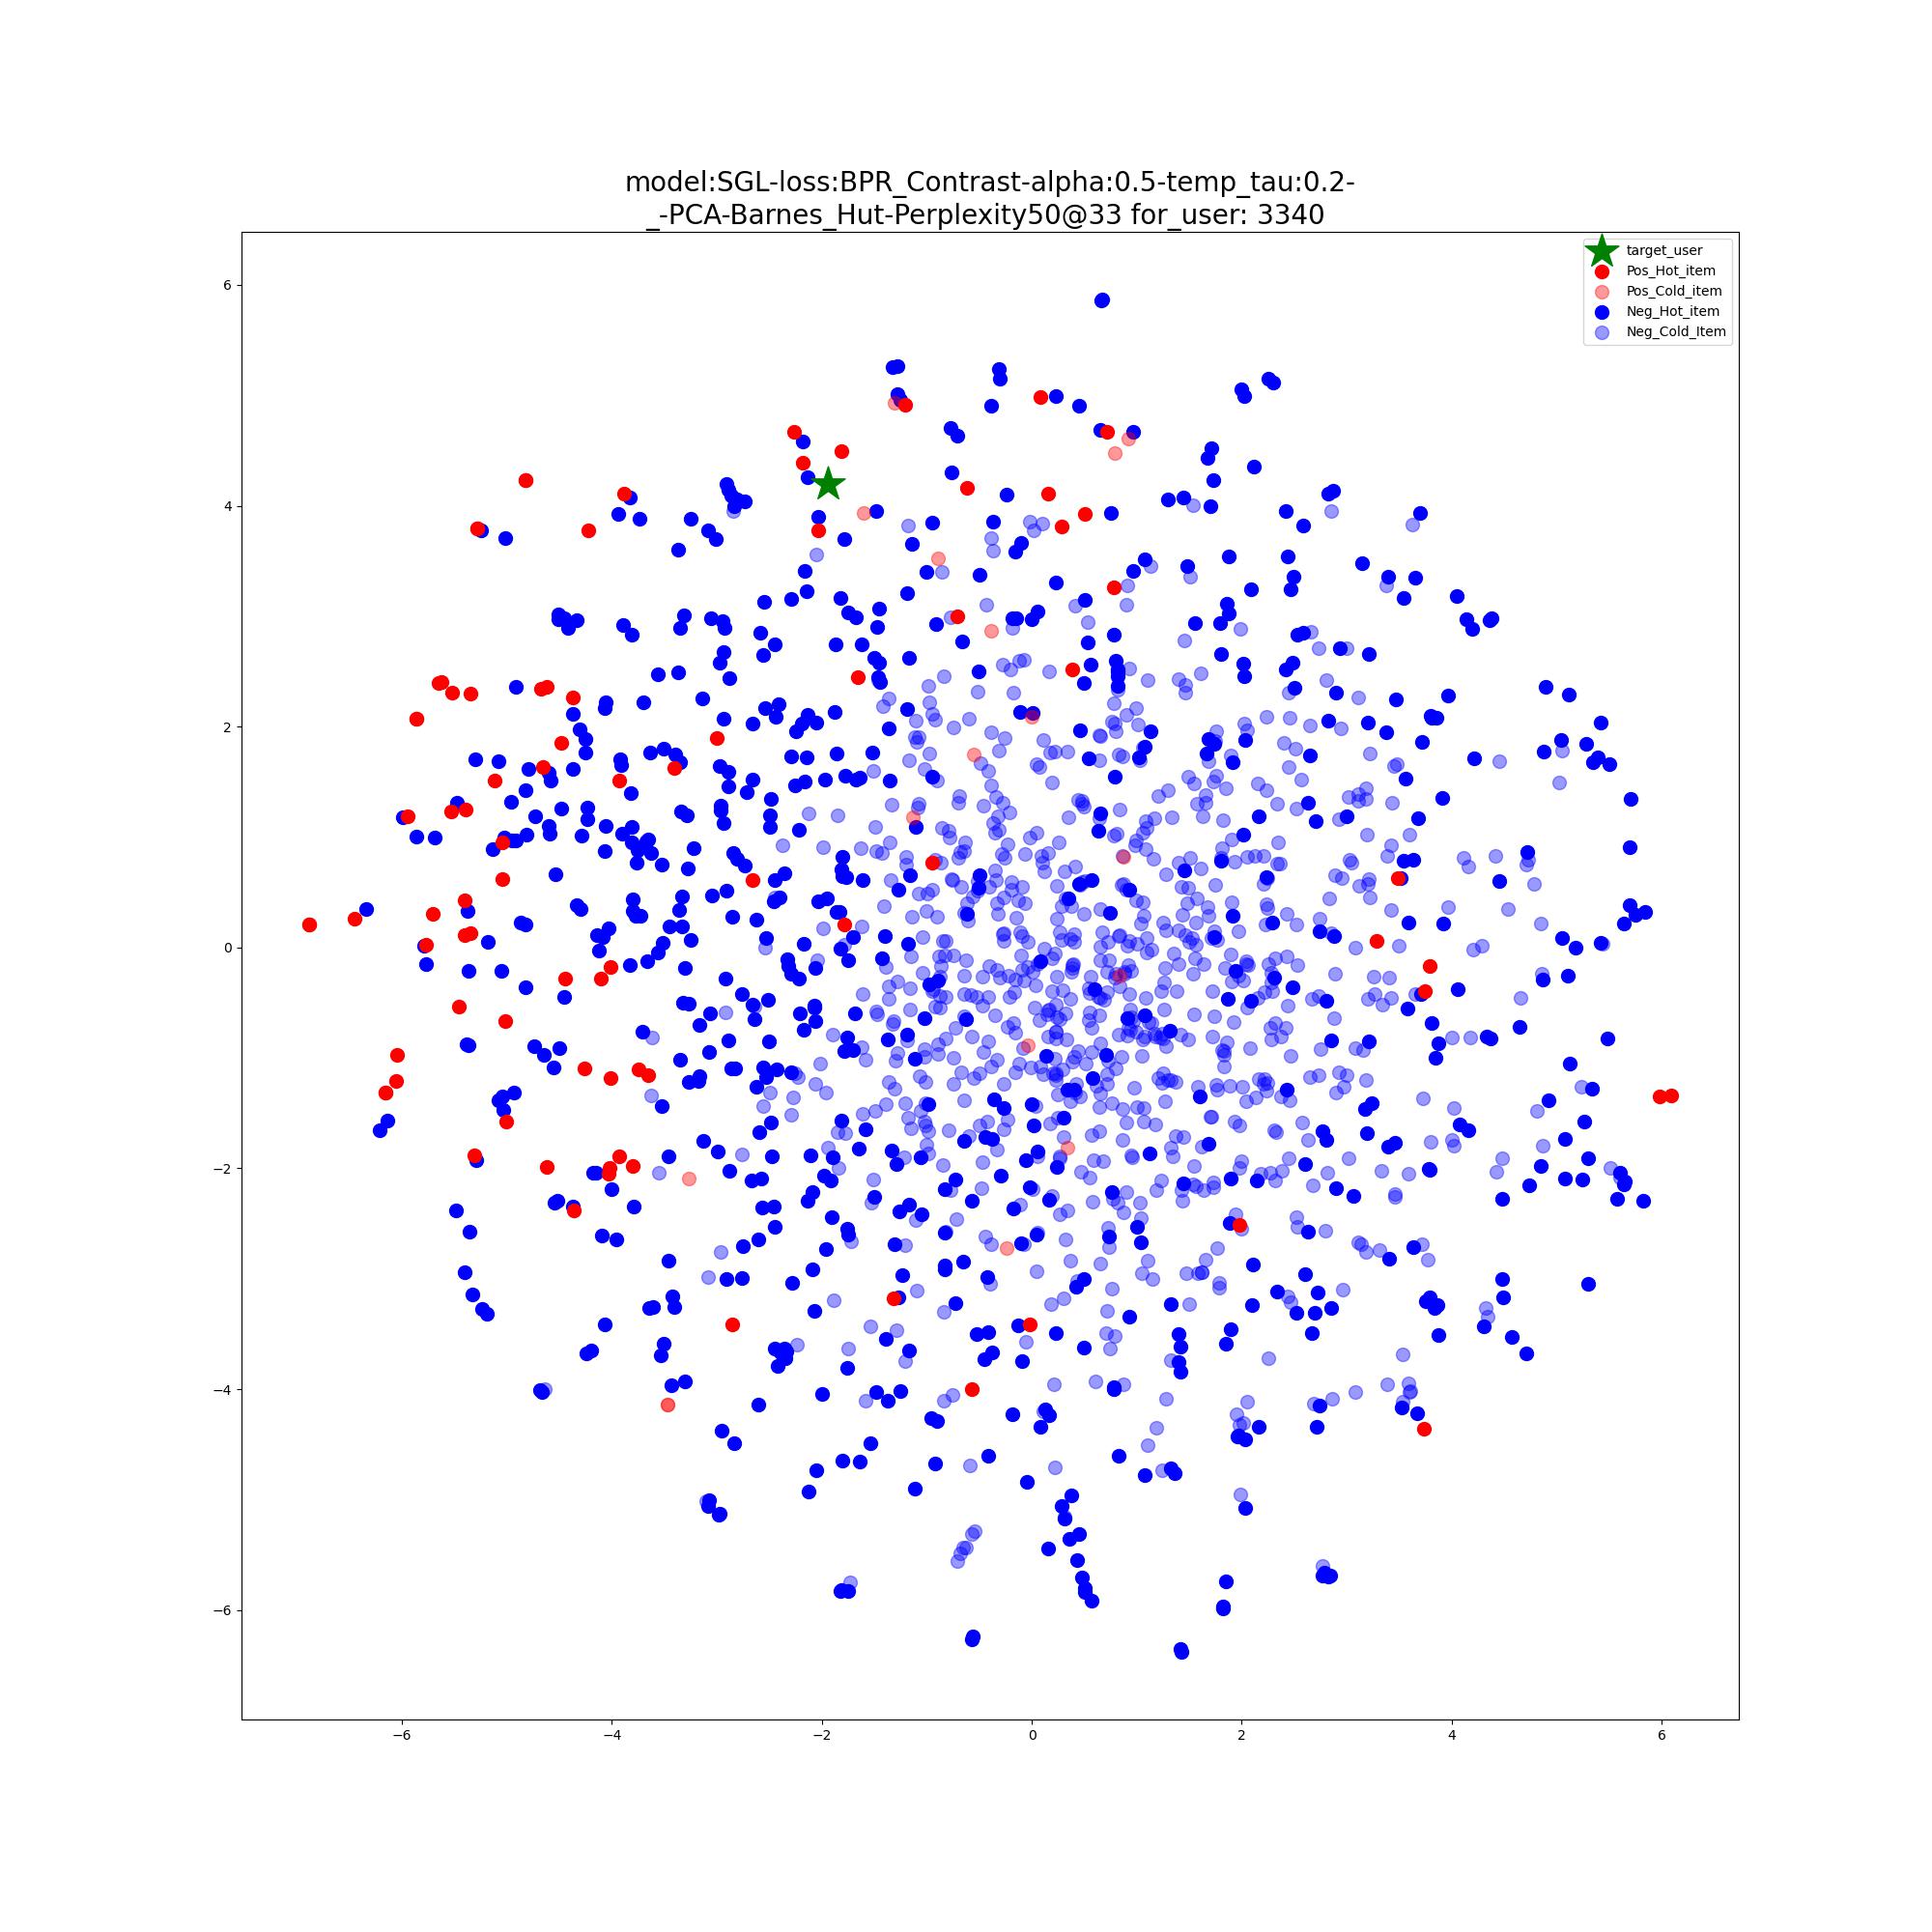 model:SGL-loss:BPR_Contrast-alpha:0.5-temp_tau:0.2-
_-PCA-Barnes_Hut-Perplexity50@33 for_user: 3340
target_user
Pos_Hot_item
Pos_Cold_item
Neg_Hot_item
Neg_Cold_Item
6
4
2
0
−2
−4
−6
−6
−4
−2
0
2
4
6